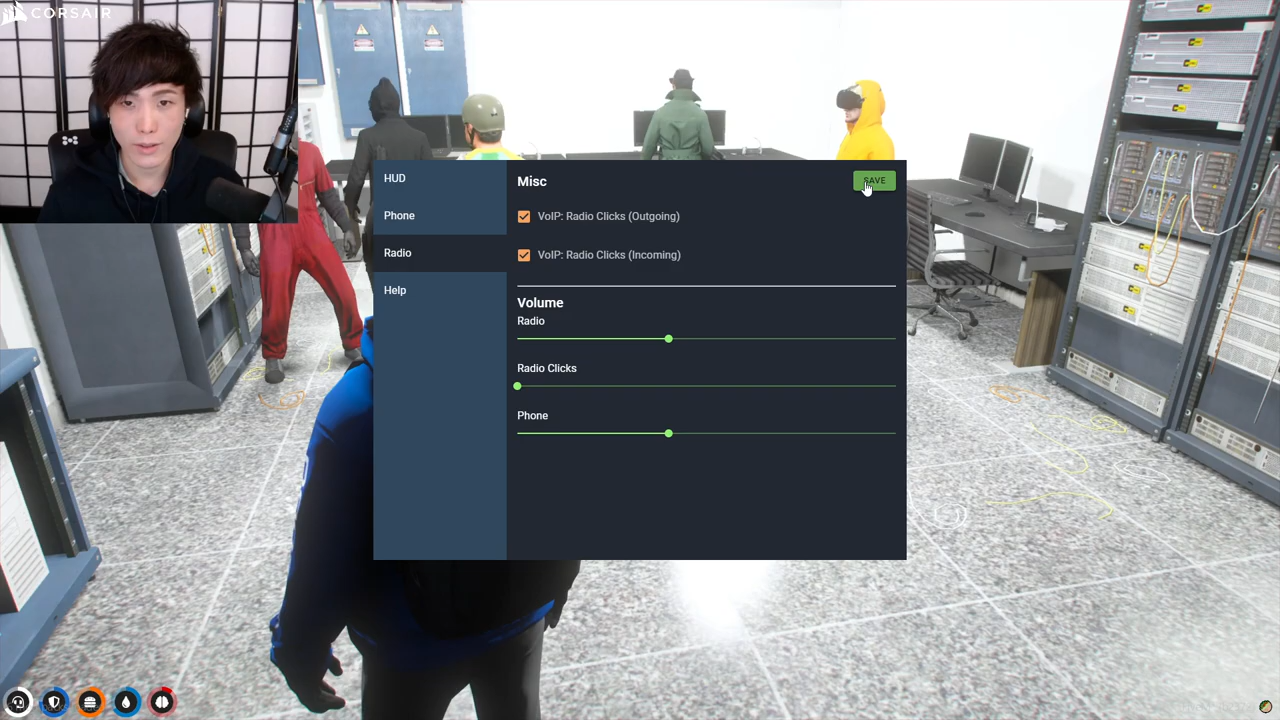 CORSAIR
HUD
Phone
Radio
Help
Misc
SAVE
VoIP: Radio Clicks (Outgoing)
VoIP: Radio Clicks (Incoming)
Volume
Radio
Radio Clicks
Phone